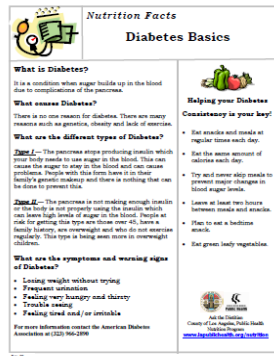 Nutrition Facts
Diabetes Basics
What is Diabetes?
It is a condition when sugar builds up in the blood
due to complications of the pancreas.
What causes Diabetes?
There is no one reason for diabetes. There are many
reasons such as genetics, obesity and lack of exercise.
What are the different types of Diabetes?
Type I — The pancreas stops producing insulin which
your body needs to use sugar in the blood. This can
cause the sugar to stay in the blood and can cause
problems. People with this form have it in their
family's genetic makeup and there is nothing that can
be done to prevent this.
Type II — The pancreas is not making enough insulin
or the body is not properly using the insulin which
can leave high levels of sugar in the blood. People at
risk for getting this type are those over 45, have a
family history, are overweight and who do not exercise
regularly. This type is being seen more in overweight
children.
What are the symptoms and warning signs
of Diabetes?
• Losing weight without trying
• Frequent urination
• Feeling very hungry and thirsty
• Trouble seeing
• Feeling tired and/or irritable
For more information contact the American Diabetes
Association at (323) 966-2890
Helping your Diabetes
Consistency is your key!
• Eat snacks and meals at
regular times each day.
• Eat the same amount of
calories each day.
• Try and never skip meals to
prevent major changes in
blood sugar levels.
• Leave at least two hours
between meals and snacks.
• Plan to eat a bedtime
snack.
• Eat green leafy vegetables.
Ask the Dietitian
County of Los Angeles, Public Health
Nutrition Program
www.lapublichealth.org/nutrition